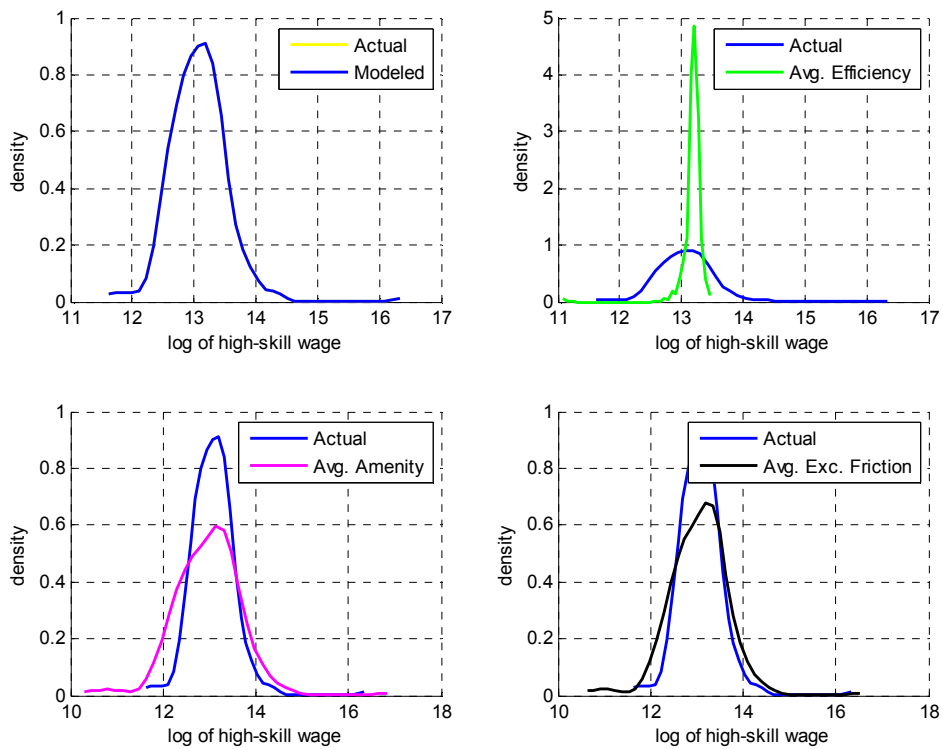 1
0.8
0.6
0.4
0.2
0
density
11 12 13 14 15 16 17
log of high-skill wage
Actual
Modeled
5
4
3
2
1
0
density
11 12 13 14 15 16 17
log of high-skill wage
Actual
Avg. Efficiency
1
0.8
0.6
0.4
0.2
0
density
10 12 14 16 18
log of high-skill wage
Actual
Avg. Amenity
1
0.8
0.6
0.4
0.2
0
density
10 12 14 16 18
log of high-skill wage
Actual
Avg. Exc. Friction